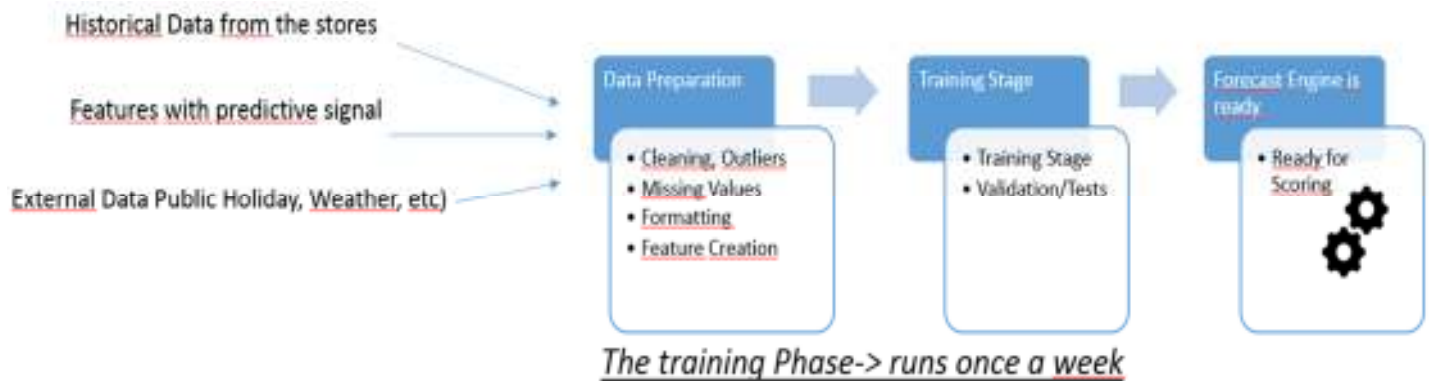 Historical Data from the stores
Features with predictive signal
External Data Public Holiday, Weather, etc)
Data Preparation
• Cleaning, Outliers
• Missing Values
• Formatting
• Feature Creation
Training Stage
• Training Stage
• Validation/Tests
Forecast Engine is
ready
• Ready for
Scoring
The training Phase-> runs once a week